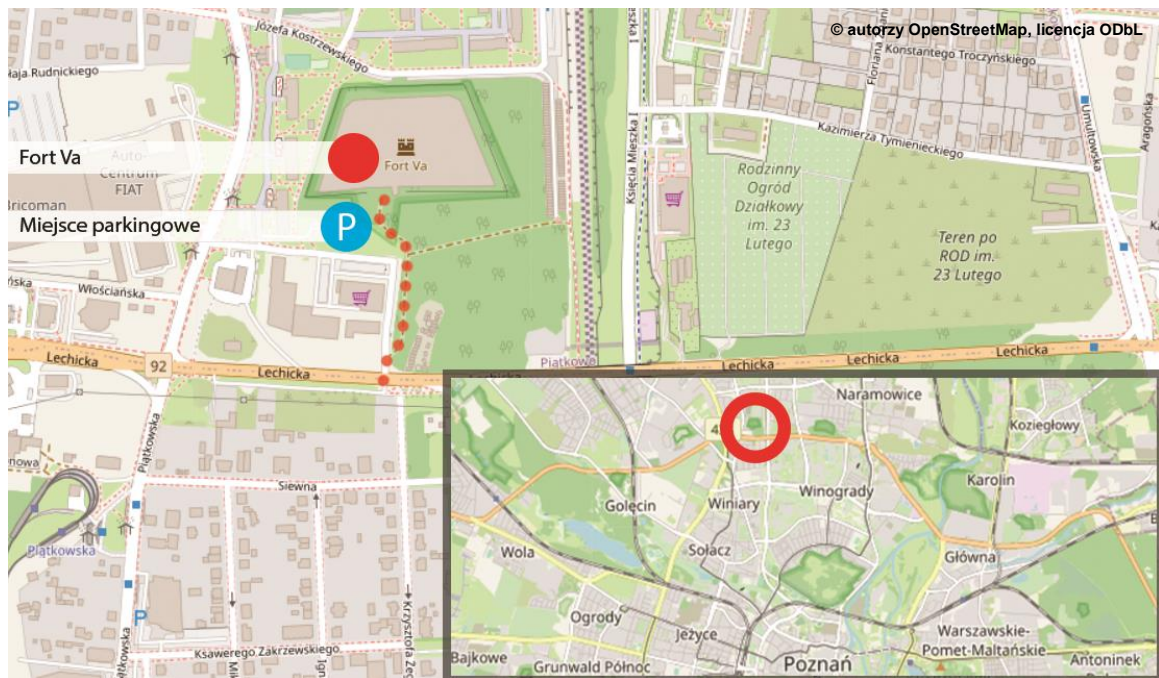 © autorzy OpenStreetMap, licencja ODbL
Józefa Kostrzewskiego
Konstantego Troczyńskiego
Rudnickiego
P
Kazimierza Tymienieckiego
Umultowska
Aragońska
Księcia Mieszka I
Fort Va
Auto-
Centrum
FIAT
Fort Va
Bricoman
Miejsce parkingowe
P
Rodzinny
Ogród
Działkowy
im. 23
Lutego
Teren po
ROD im.
23 Lutego
Włościańska
Lechicka
92
Lechicka
Piątkowo
Lechicka
Lechicka
Lechicka
Piątkowska
Siewna
Piątkowska
P
Piątkowska
Ksawerego Zakrzewskiego
Naramowice
Koziegłowy
Karolin
Golęcin
Winiary
Winogrady
Wola
Sołacz
Główna
Ogrody
Jeżyce
Warszawskie-
Pomet-Maltańskie
Bajkowe
Grunwald Północ
Poznań
Antoninek